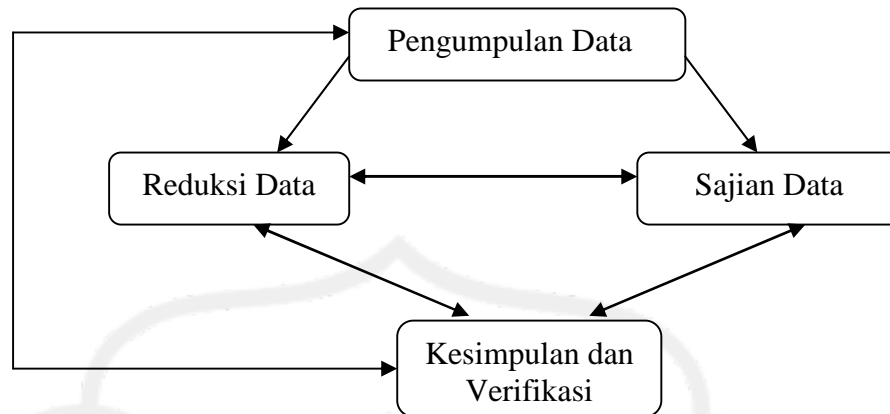 Pengumpulan Data
Reduksi Data
Sajian Data
Kesimpulan dan
Verifikasi